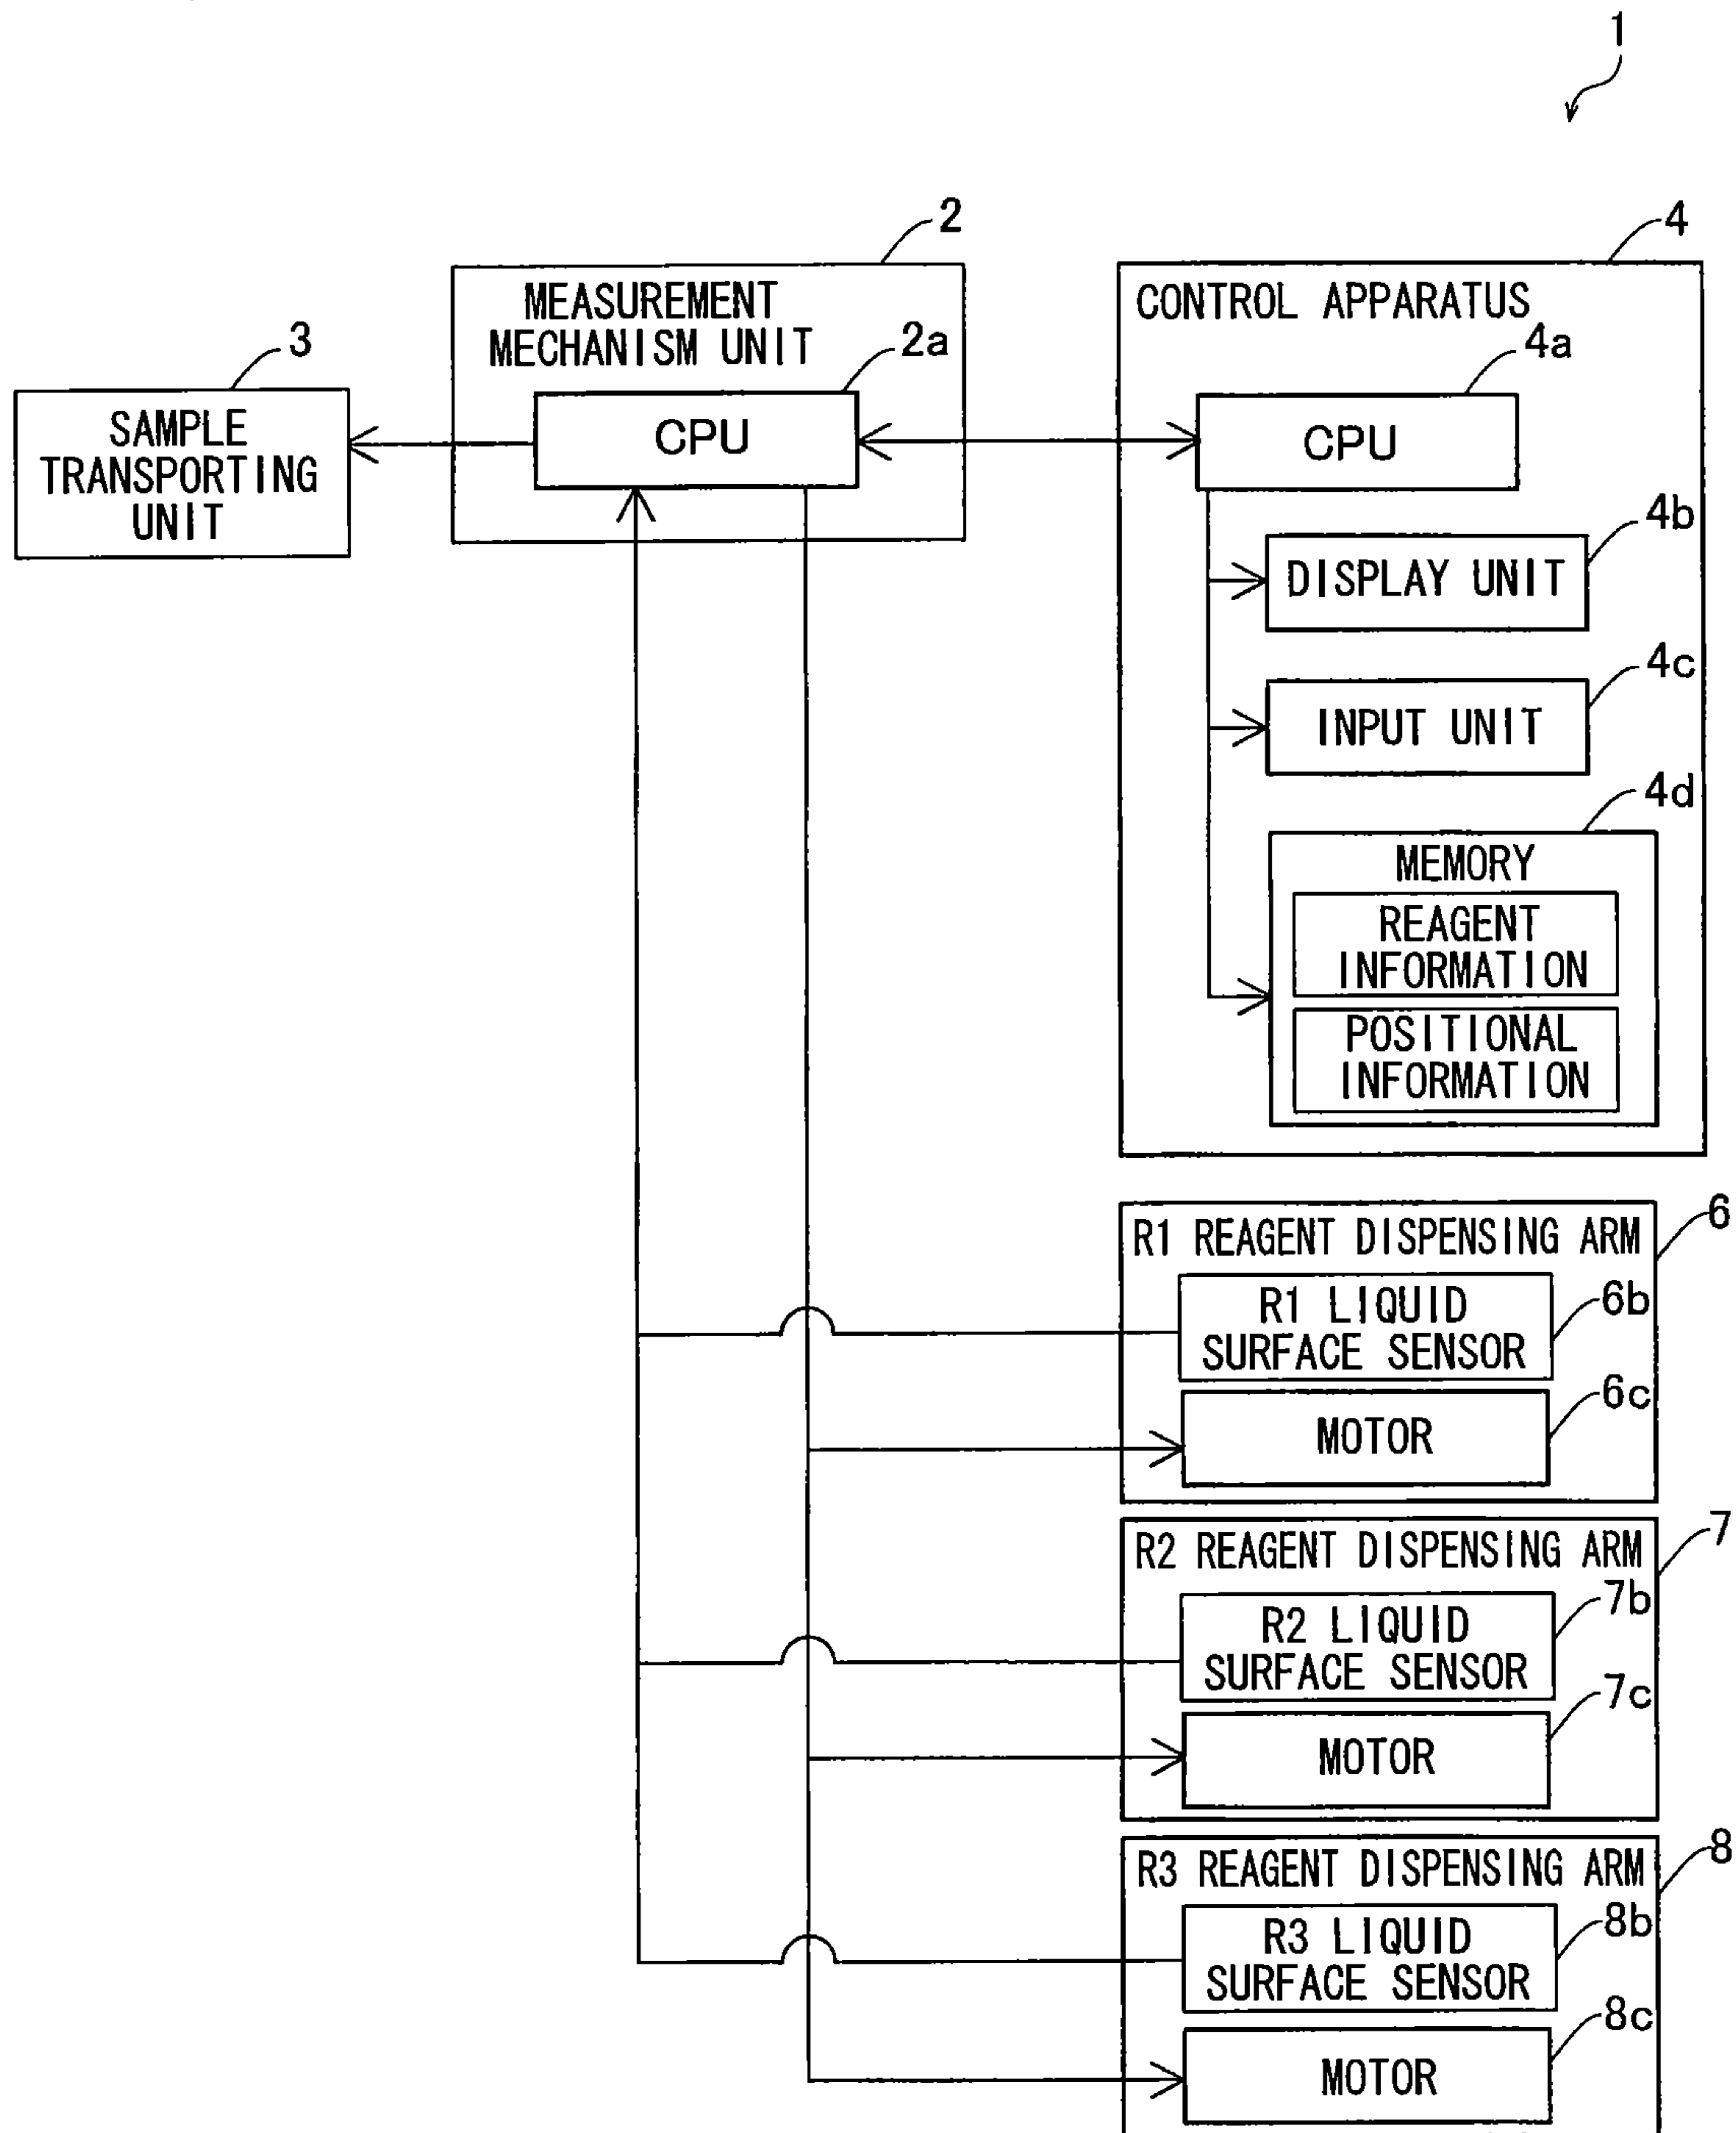 1
2
MEASUREMENT
MECHANISM UNIT
2a
CPU
3
SAMPLE
TRANSPORTING
UNIT
4
CONTROL APPARATUS
4a
CPU
4b
DISPLAY UNIT
4c
INPUT UNIT
4d
MEMORY
REAGENT
INFORMATION
POSITIONAL
INFORMATION
6
R1 REAGENT DISPENSING ARM
R1 LIQUID
SURFACE SENSOR
6b
6c
MOTOR
7
R2 REAGENT DISPENSING ARM
7b
R2 LIQUID
SURFACE SENSOR
7c
MOTOR
8
R3 REAGENT DISPENSING ARM
8b
R3 LIQUID
SURFACE SENSOR
8c
MOTOR